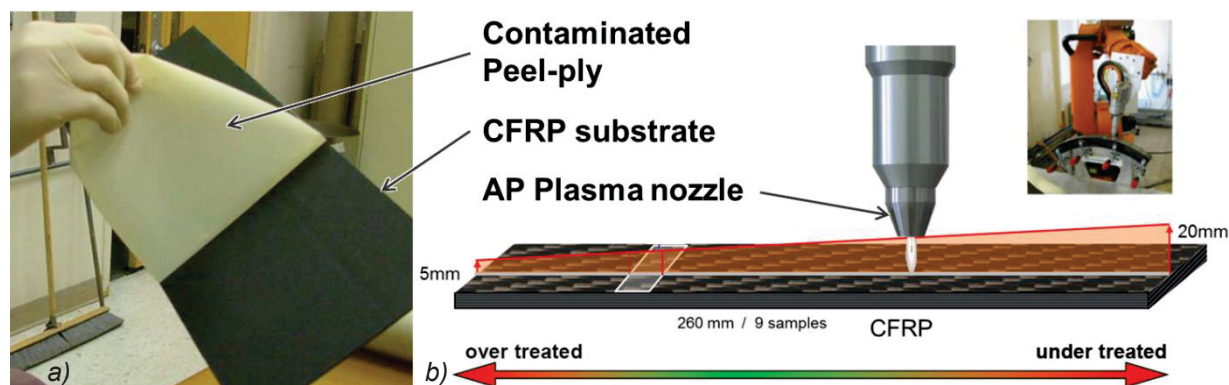 Contaminated
Peel-ply
CFRP substrate
AP Plasma nozzle
20mm
5mm
260 mm / 9 samples
CFRP
over treated
under treated
a)
b)